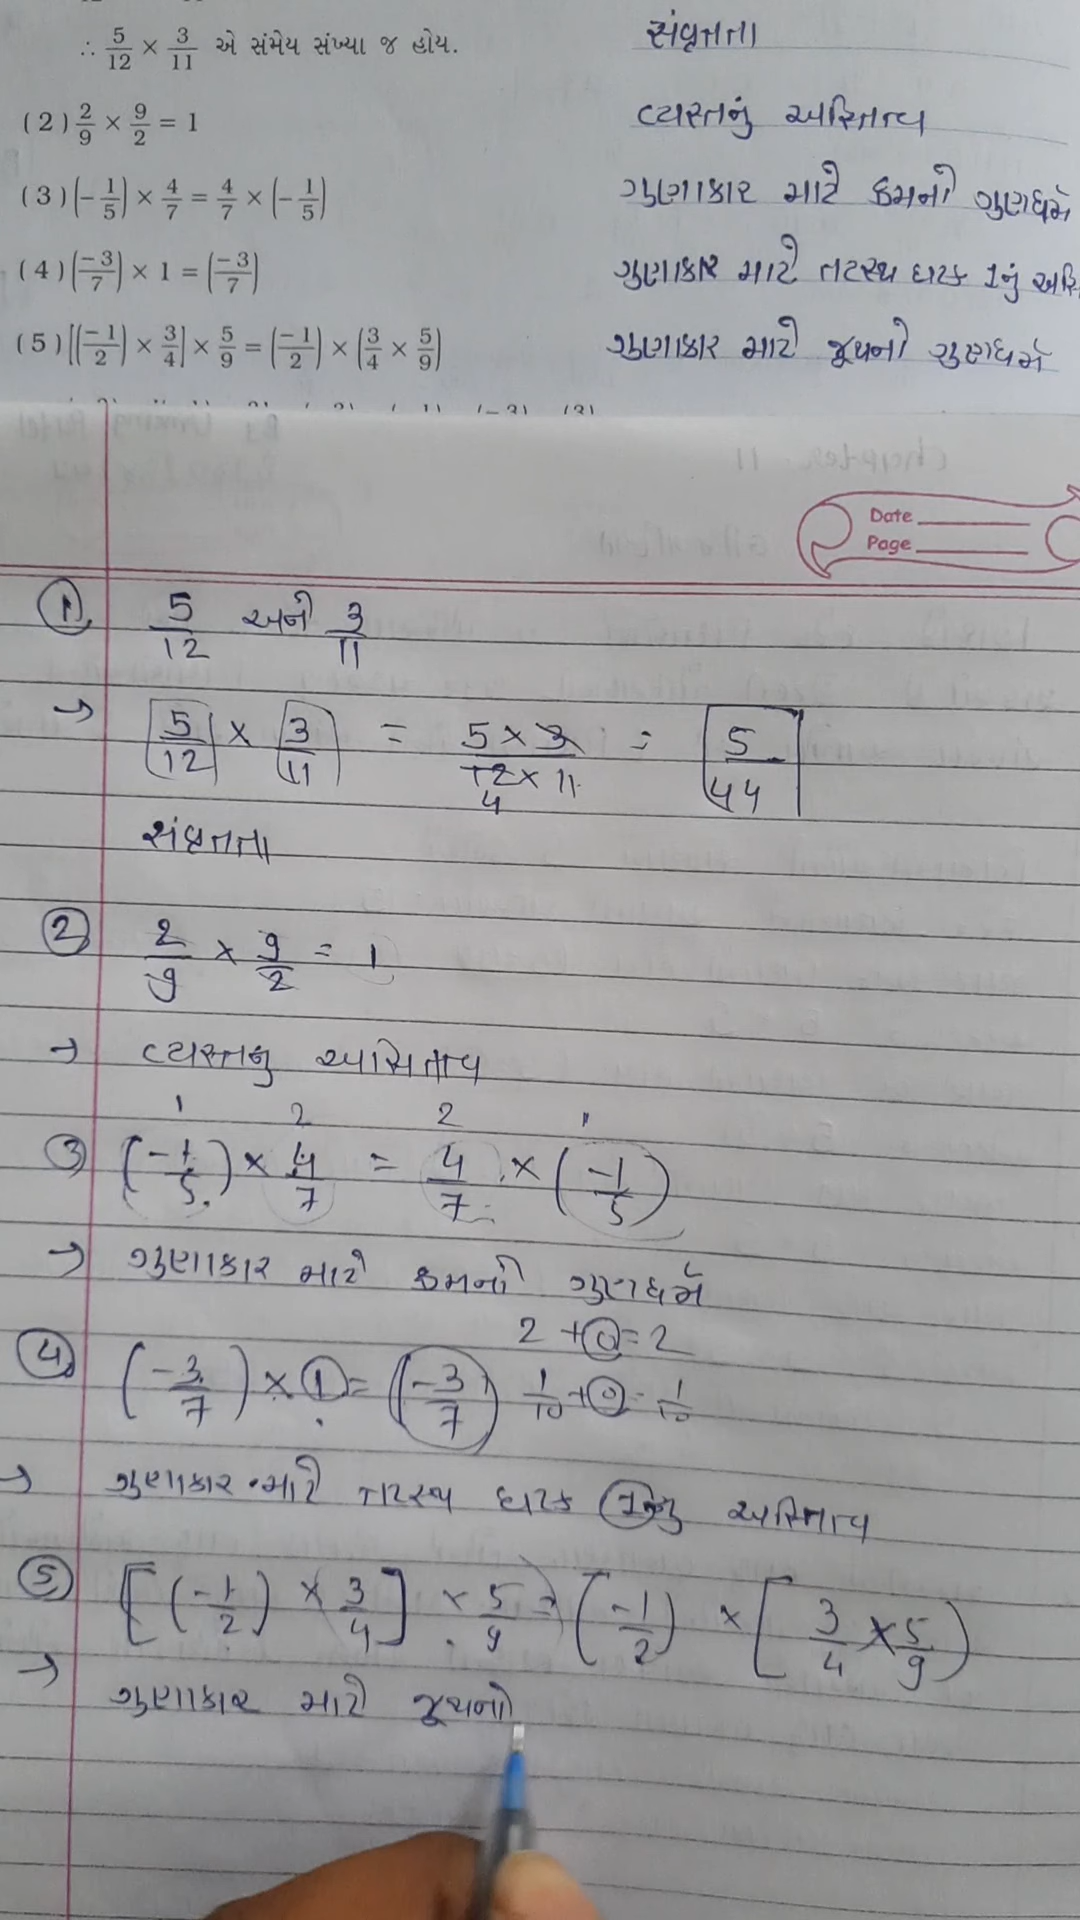 ∴ 5/12 × 3/11 એ સંમેય સંખ્યા જ હોય. સંવૃત્તતા
(2) 2/9 × 9/2 = 1 વ્યસ્તનું અસ્તિત્વ
(3) (-1/5) × 4/7 = 4/7 × (-1/5) ગુણાકાર માટે ક્રમનો ગુણધર્મ
(4) (-3/7) × 1 = (-3/7) ગુણાકાર માટે તટસ્થ ઘટક 1નું
(5) [(-1/2) × 3/4] × 5/9 = (-1/2) × (3/4 × 5/9) ગુણાકાર માટે જૂથનો ગુણધર્મ
Date
Page
1 5/12 અને 3/11
→ 5/12 × 3/11 = 5 × 3 / 12 × 11 = 5/44
4
સંવૃત્તતા
2 2/9 × 9/2 = 1
→ વ્યસ્તનું અસ્તિત્વ
1 2 2 1
3 (-1/5) × 4/7 = 4/7 × (-1/5)
→ ગુણાકાર માટે ક્રમનો ગુણધર્મ
2 + 0 = 2
4 (-3/7) × 1 = (-3/7) 1/10 + 0 = 1/10
→ ગુણાકાર માટે તટસ્થ ઘટક 1નું અસ્તિત્વ
5 [(-1/2) × 3/4] × 5/9 = (-1/2) × [3/4 × 5/9)
→ ગુણાકાર માટે જૂથનો